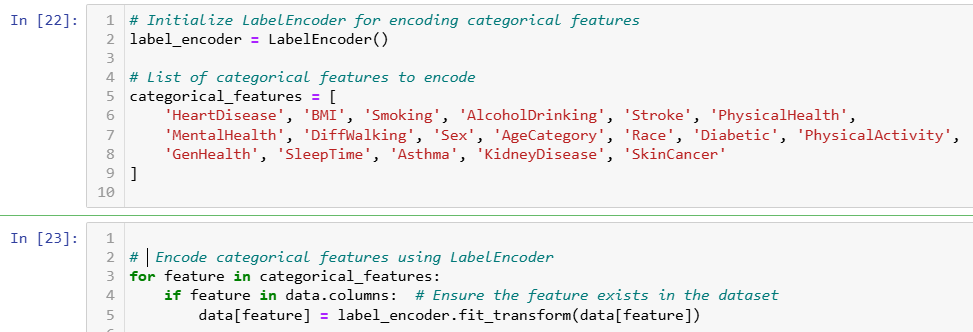 In [22]:
1 # Initialize LabelEncoder for encoding categorical features
2 label_encoder = LabelEncoder()
3
4 # List of categorical features to encode
5 categorical_features = [
6     'HeartDisease', 'BMI', 'Smoking', 'AlcoholDrinking', 'Stroke', 'PhysicalHealth',
7     'MentalHealth', 'DiffWalking', 'Sex', 'AgeCategory', 'Race', 'Diabetic', 'PhysicalActivity',
8     'GenHealth', 'SleepTime', 'Asthma', 'KidneyDisease', 'SkinCancer'
9 ]
10
In [23]:
1
2 # Encode categorical features using LabelEncoder
3 for feature in categorical_features:
4     if feature in data.columns:  # Ensure the feature exists in the dataset
5         data[feature] = label_encoder.fit_transform(data[feature])